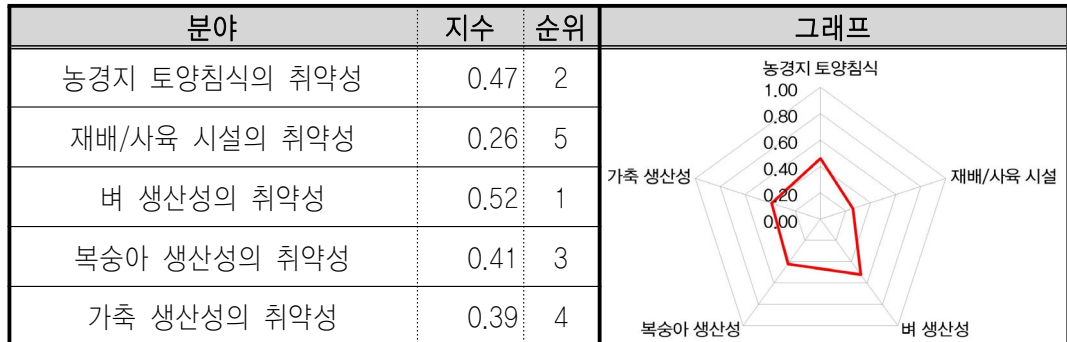 분야 지수 순위 그래프
농경지 토양침식의 취약성 0.47 2
재배/사육 시설의 취약성 0.26 5
벼 생산성의 취약성 0.52 1
복숭아 생산성의 취약성 0.41 3
가축 생산성의 취약성 0.39 4
농경지 토양침식
1.00
0.80
0.60
0.40
0.20
0.00
가축 생산성
재배/사육 시설
복숭아 생산성
벼 생산성